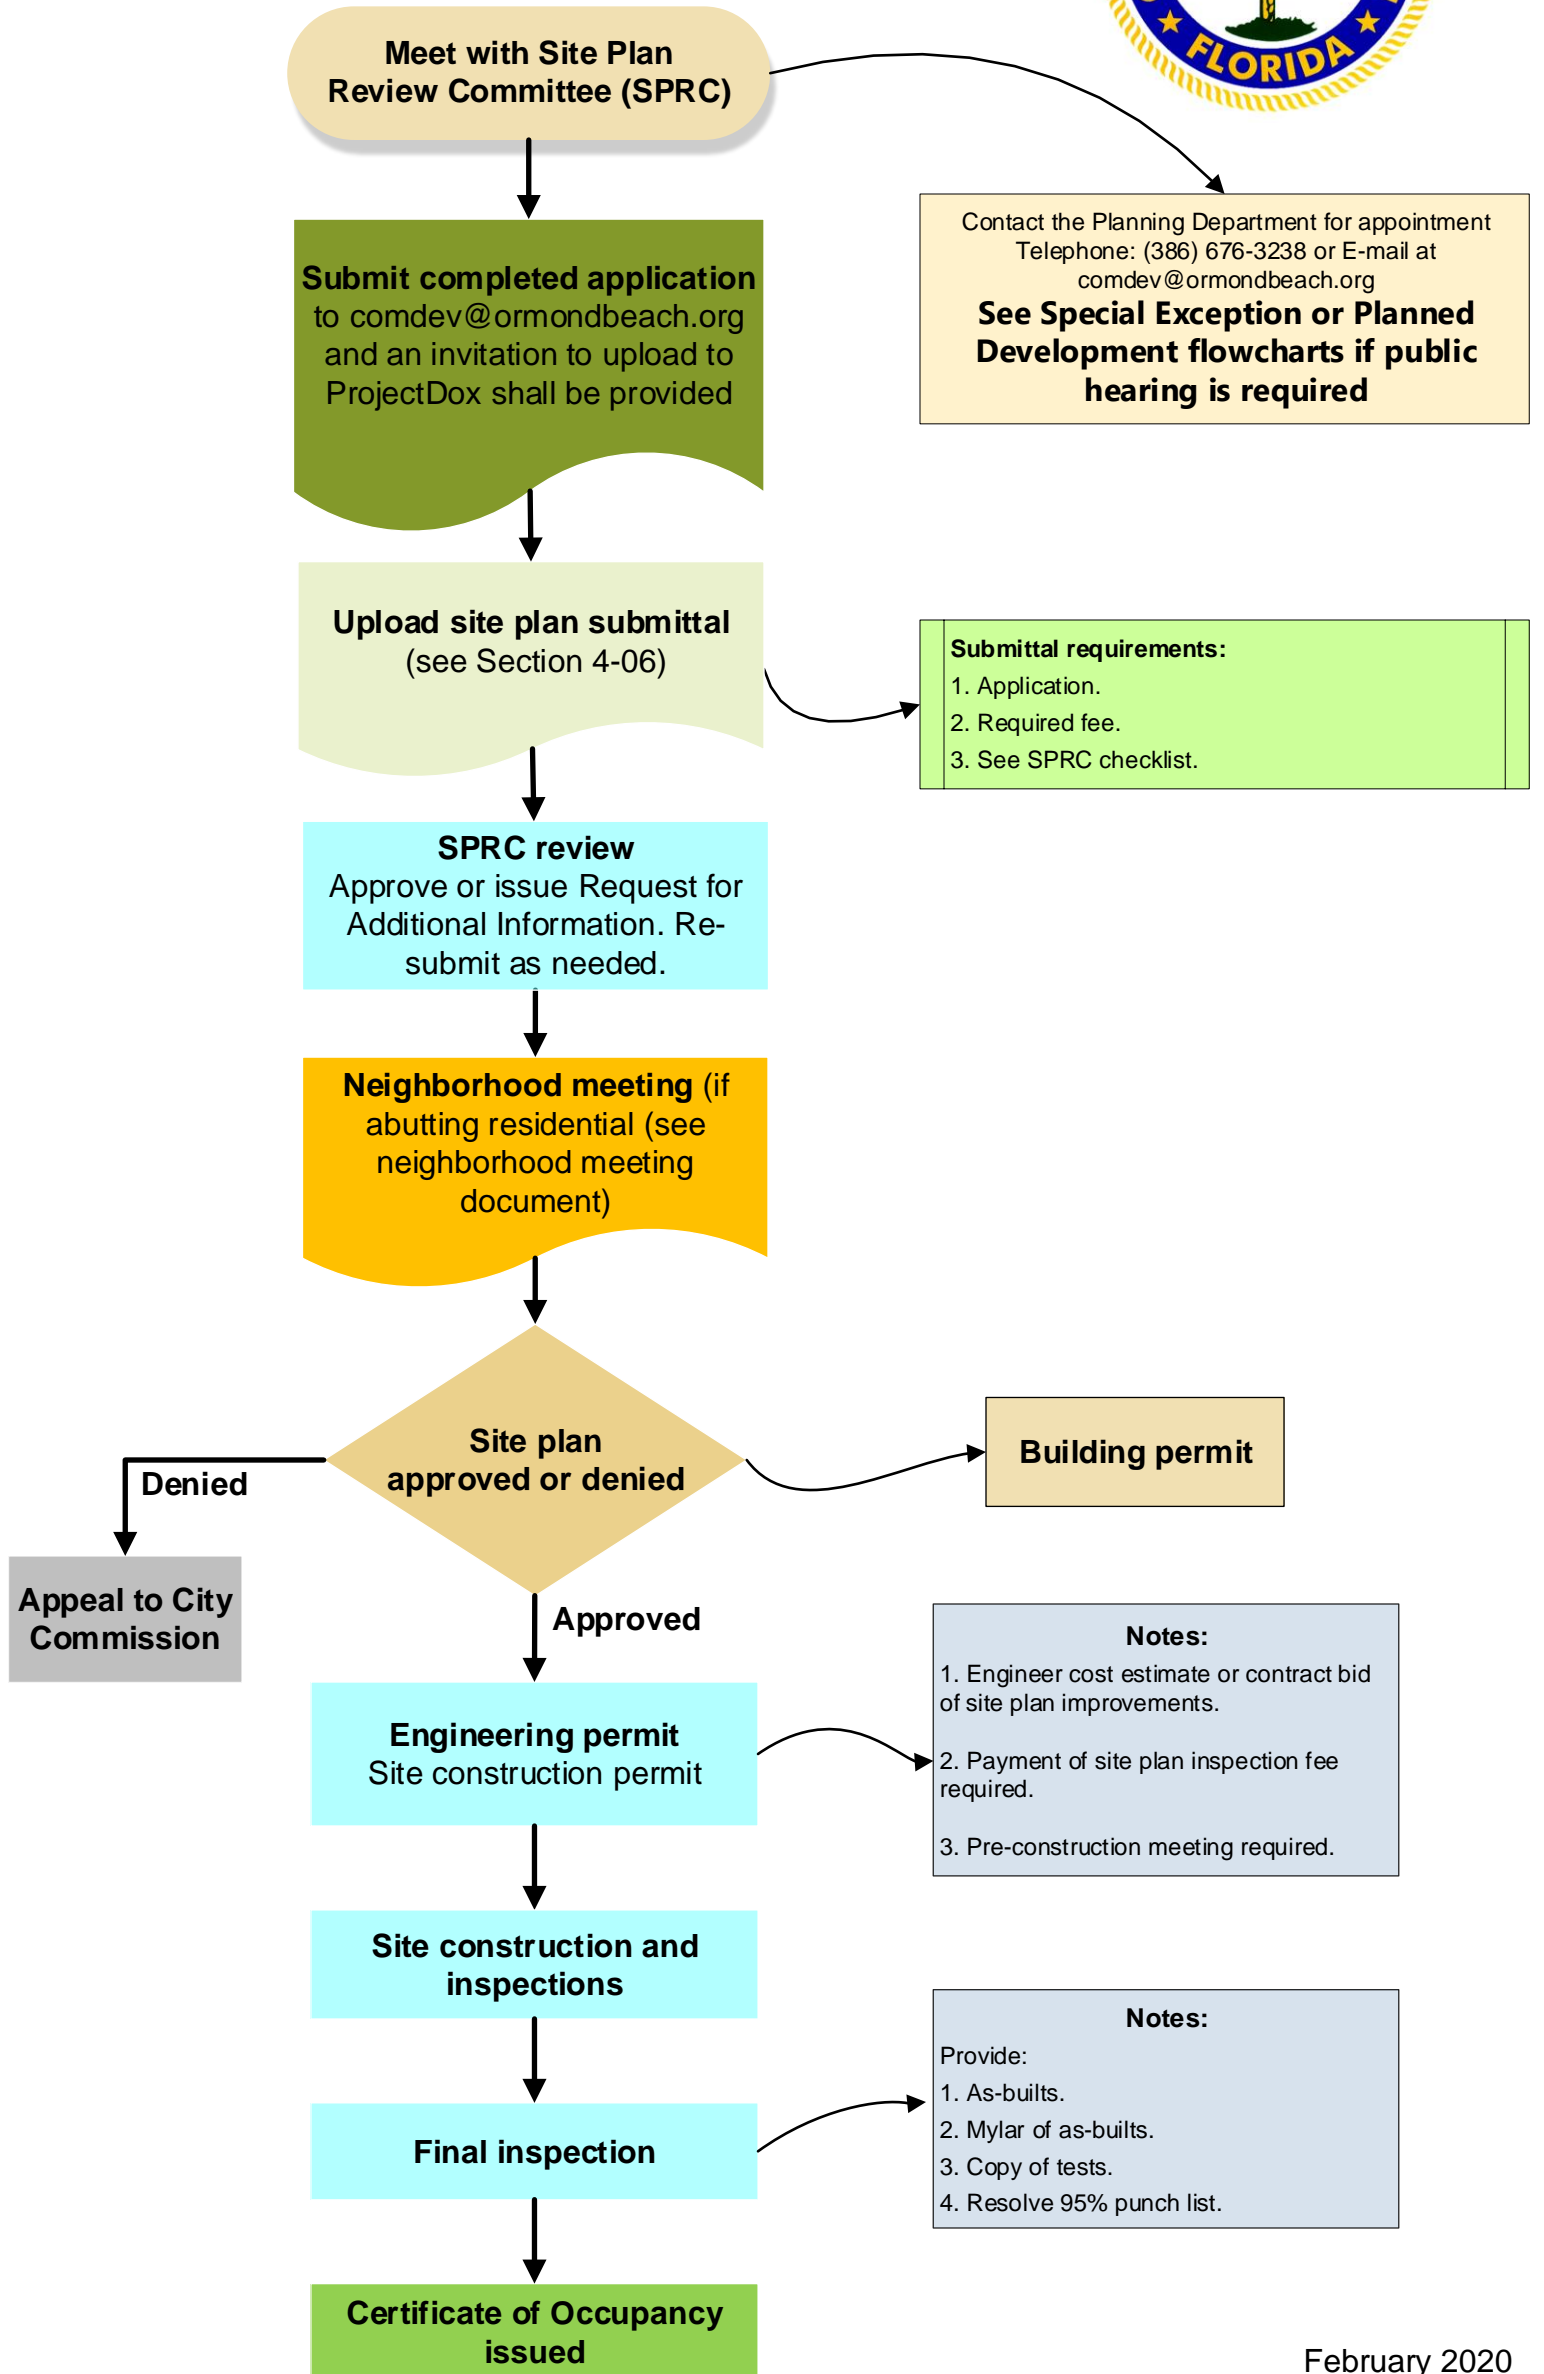 FLORIDA
Meet with Site Plan
Review Committee (SPRC)
Contact the Planning Department for appointment
Telephone: (386) 676-3238 or E-mail at
comdev@ormondbeach.org
See Special Exception or Planned
Development flowcharts if public
hearing is required
Submit completed application
to comdev@ormondbeach.org
and an invitation to upload to
ProjectDox shall be provided
Upload site plan submittal
(see Section 4-06)
Submittal requirements:
1. Application.
2. Required fee.
3. See SPRC checklist.
SPRC review
Approve or issue Request for
Additional Information. Re-
submit as needed.
Neighborhood meeting (if
abutting residential (see
neighborhood meeting
document)
Site plan
approved or denied
Building permit
Denied
Appeal to City
Commission
Approved
Engineering permit
Site construction permit
Notes:
1. Engineer cost estimate or contract bid
of site plan improvements.
2. Payment of site plan inspection fee
required.
3. Pre-construction meeting required.
Site construction and
inspections
Final inspection
Notes:
Provide:
1. As-builts.
2. Mylar of as-builts.
3. Copy of tests.
4. Resolve 95% punch list.
Certificate of Occupancy
issued
February 2020